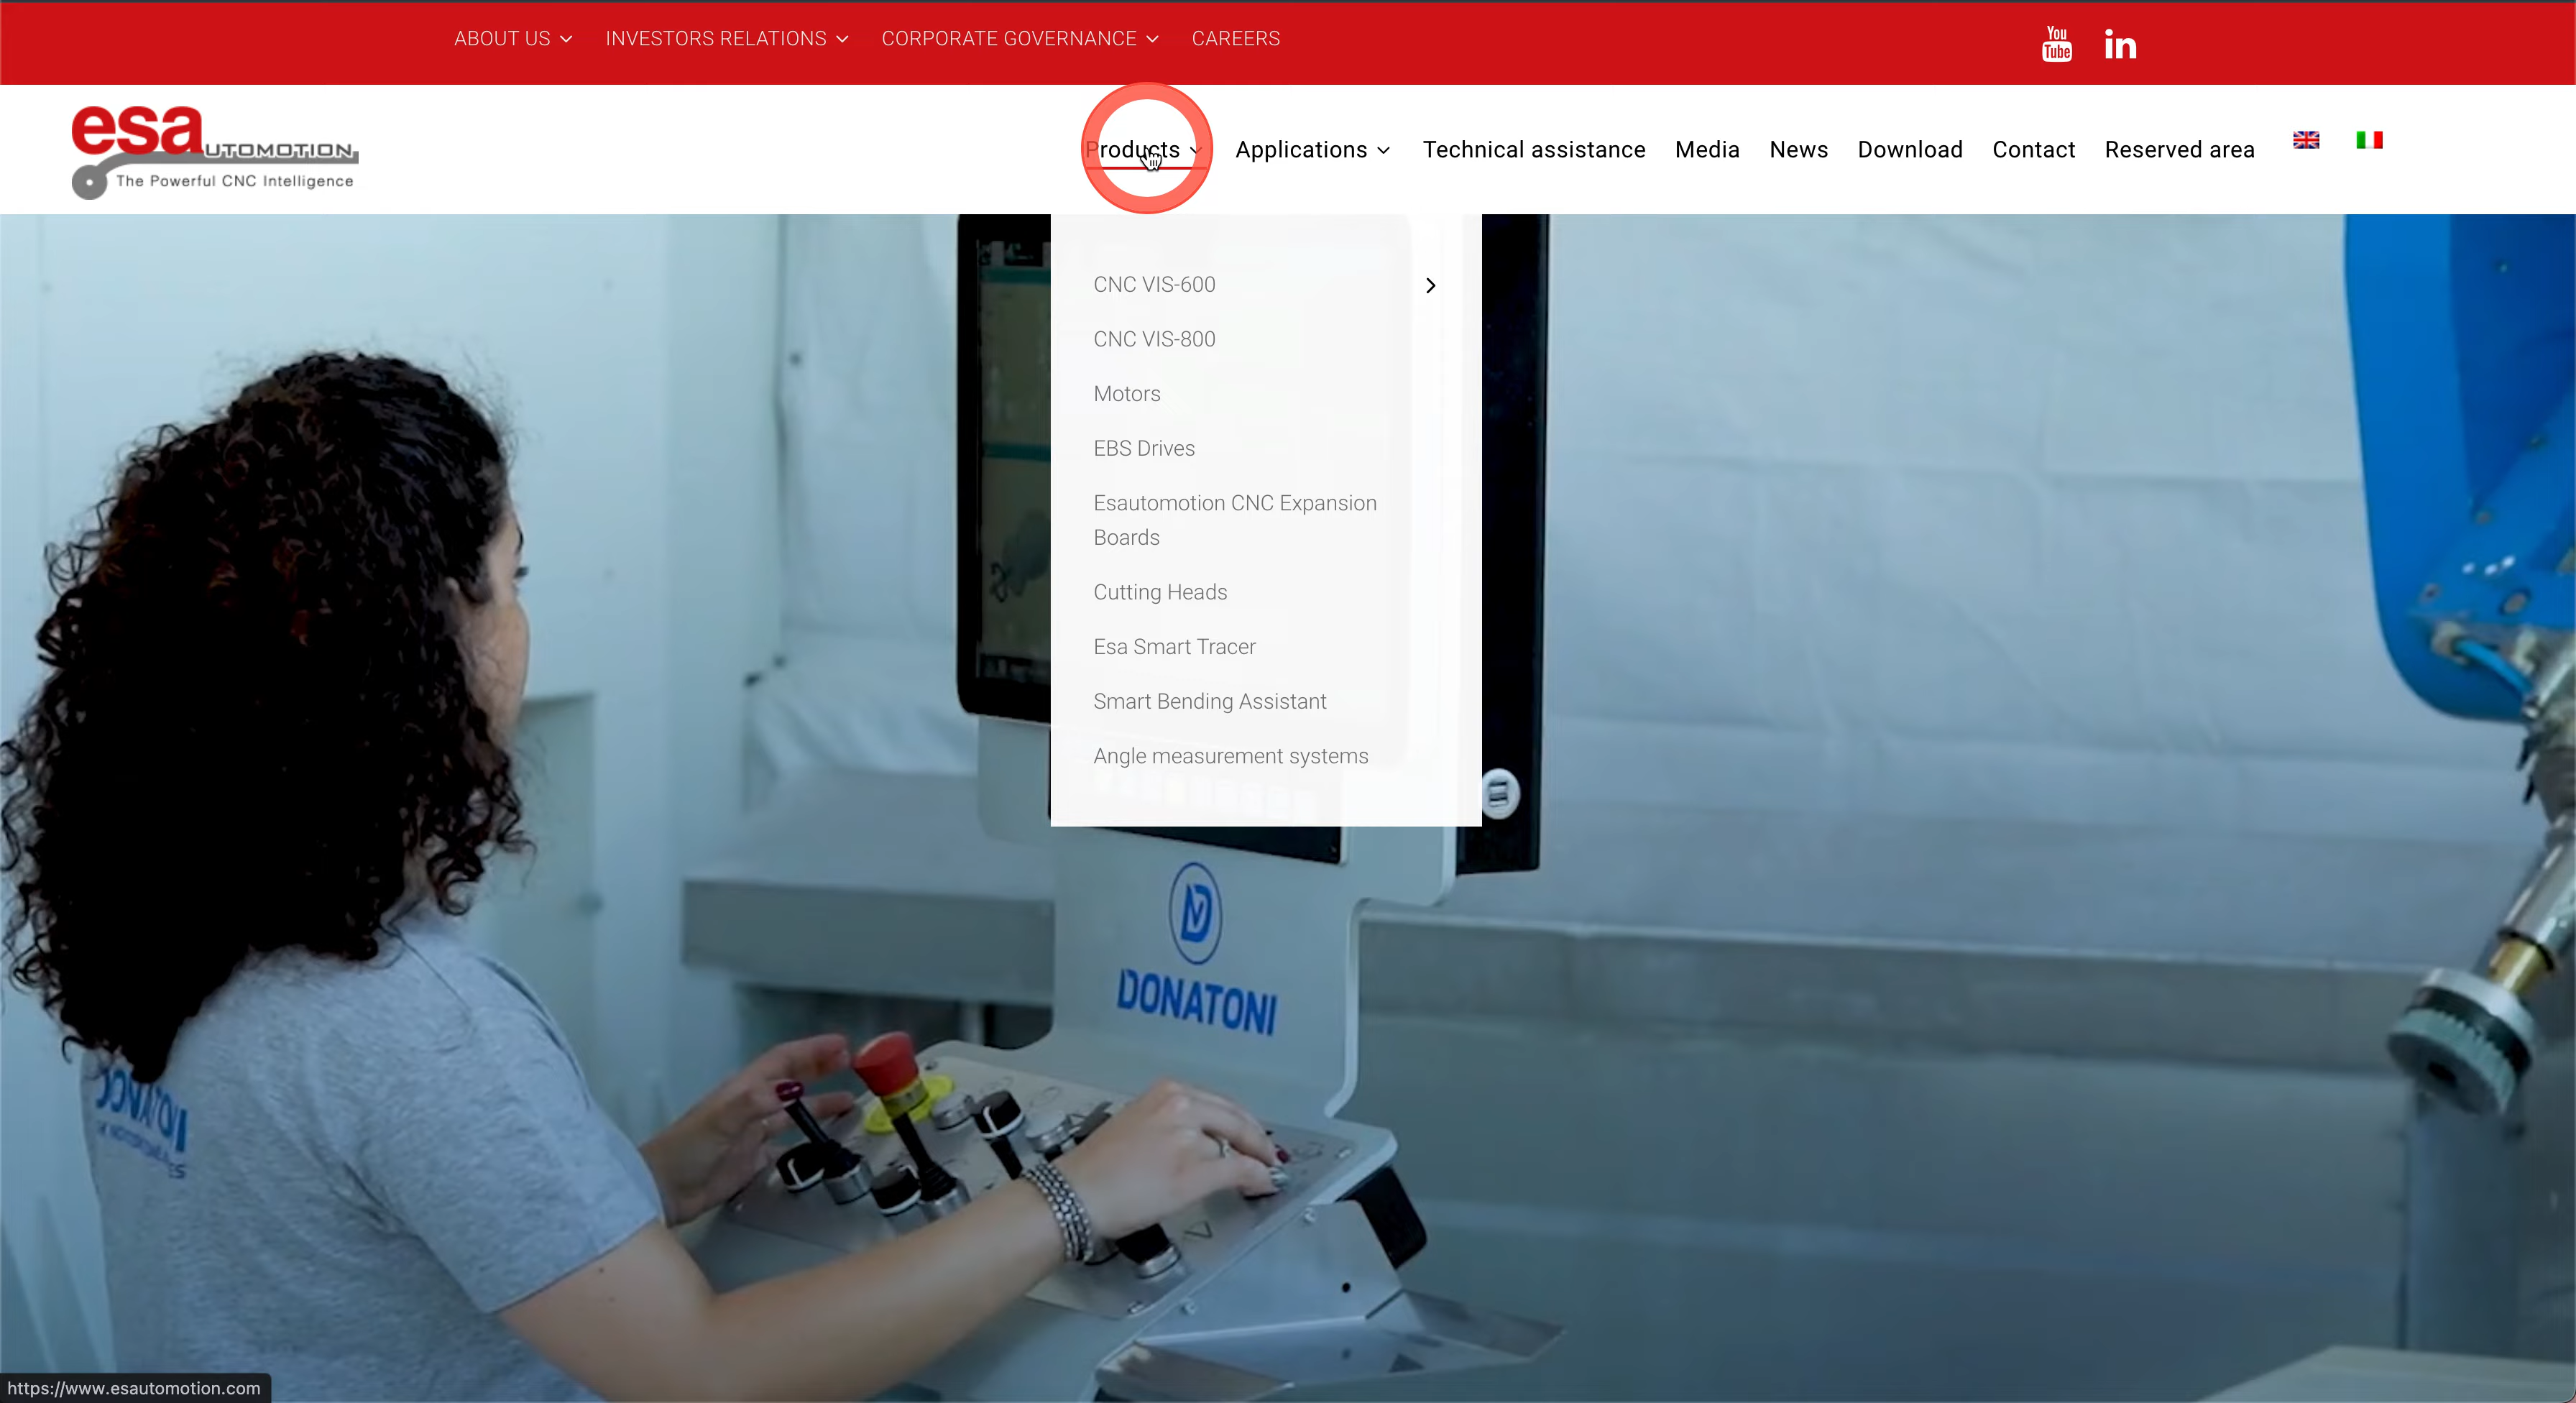 ABOUT US
INVESTORS RELATIONS
CORPORATE GOVERNANCE
CAREERS
You
Tube
in
esautomotion
The Powerful CNC Intelligence
Products
Applications
Technical assistance
Media
News
Download
Contact
Reserved area
CNC VIS-600
CNC VIS-800
Motors
EBS Drives
Esautomotion CNC Expansion
Boards
Cutting Heads
Esa Smart Tracer
Smart Bending Assistant
Angle measurement systems
DONATONI
DONATONI
https://www.esautomotion.com